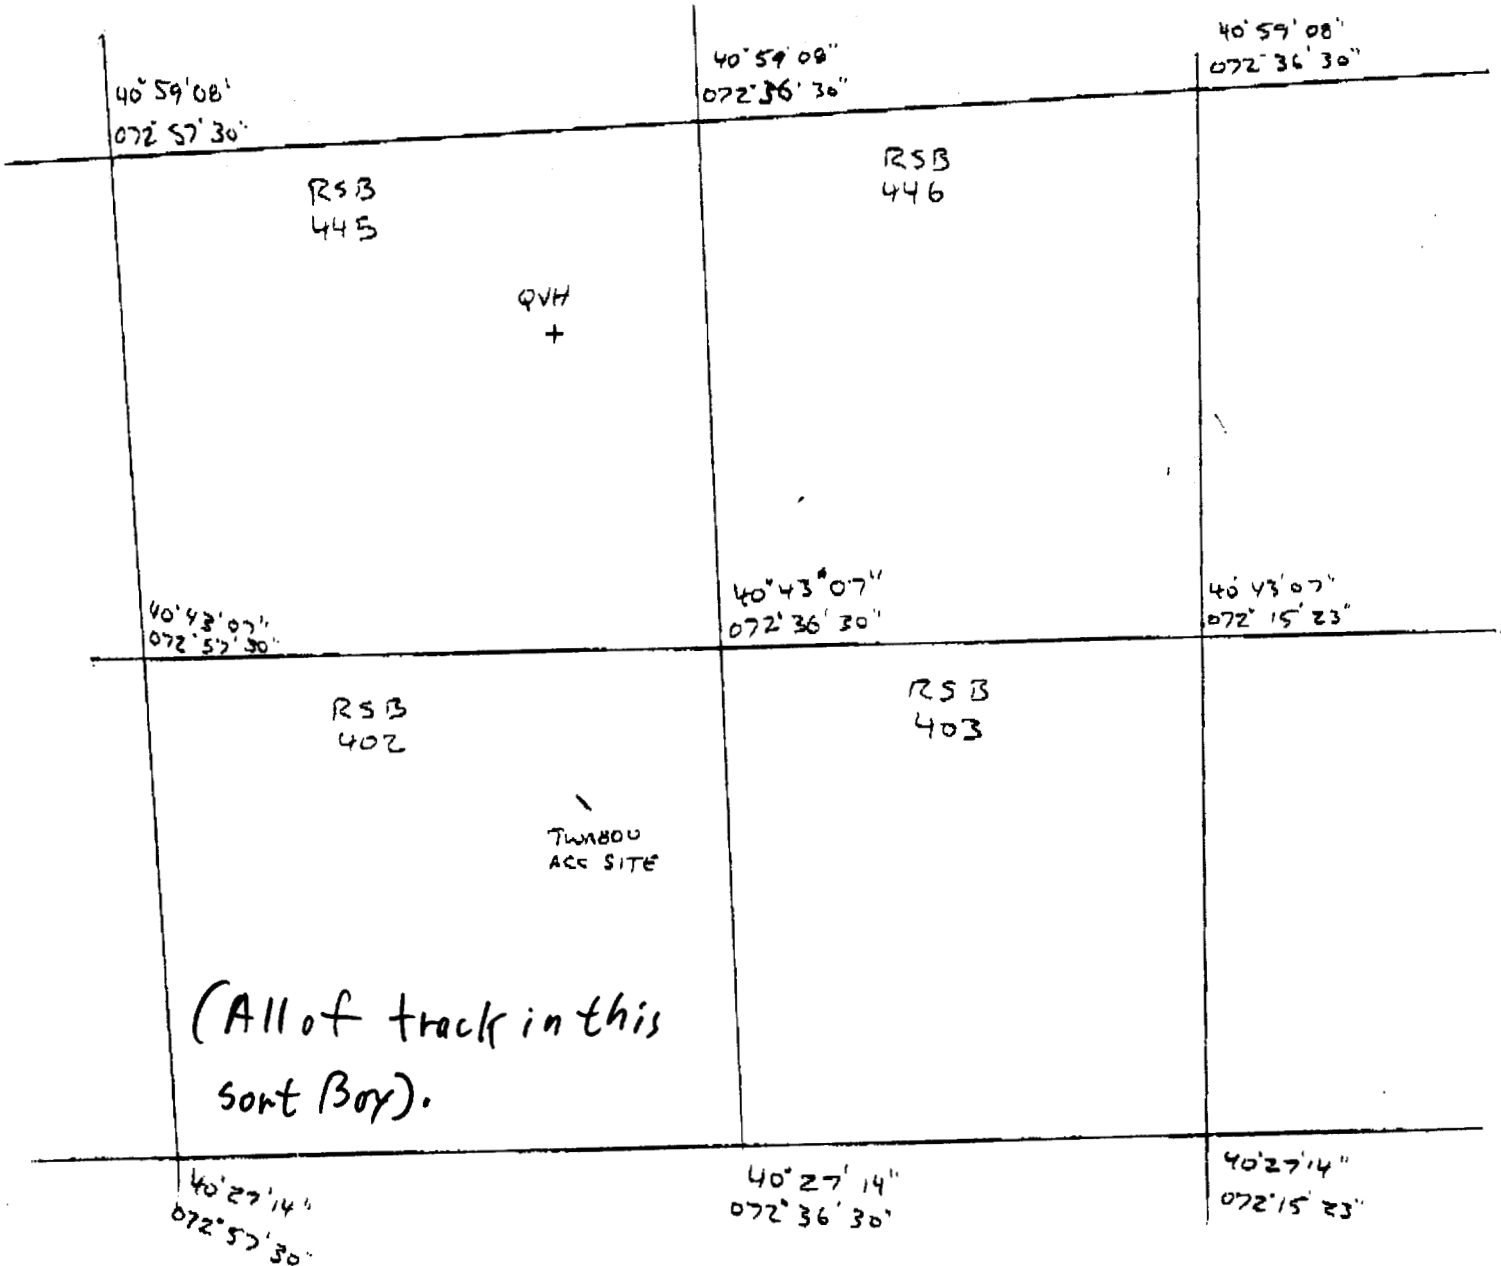 40° 59' 08'
072° 57' 30"
40° 59' 08"
072° 36' 30"
40° 59' 08"
072° 36' 30"
RSB
445
RSB
446
QVH
+
40° 43' 07"
072° 57' 30"
40° 43" 07"
072° 36' 30"
40° 43' 07"
072° 15' 23"
RSB
402
RSB
403
TWA800
SITE
(All of track in this
sort Box).
40° 27' 14"
072° 57' 30"
40° 27' 14"
072° 36' 30'
40° 27' 14"
072° 15' 23"